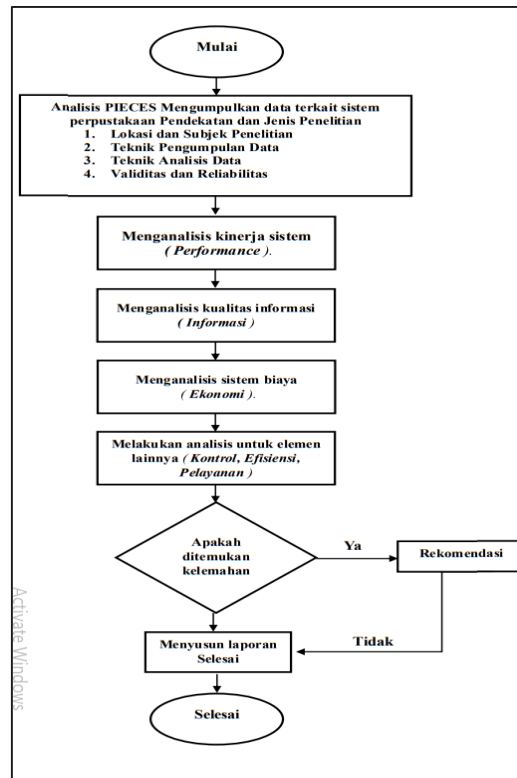 Mulai
Analisis PIECES Mengumpulkan data terkait sistem
perpustakaan Pendekatan dan Jenis Penelitian
1. Lokasi dan Subjek Penelitian
2. Teknik Pengumpulan Data
3. Teknik Analisis Data
4. Validitas dan Reliabilitas
Menganalisis kinerja sistem
( Performance ).
Menganalisis kualitas informasi
( Informasi )
Menganalisis sistem biaya
( Ekonomi ).
Melakukan analisis untuk elemen
lainnya ( Kontrol, Efisiensi,
Pelayanan )
Apakah
ditemukan
kelemahan
Ya
Rekomendasi
Tidak
Menyusun laporan
Selesai
Selesai
Activate Windows